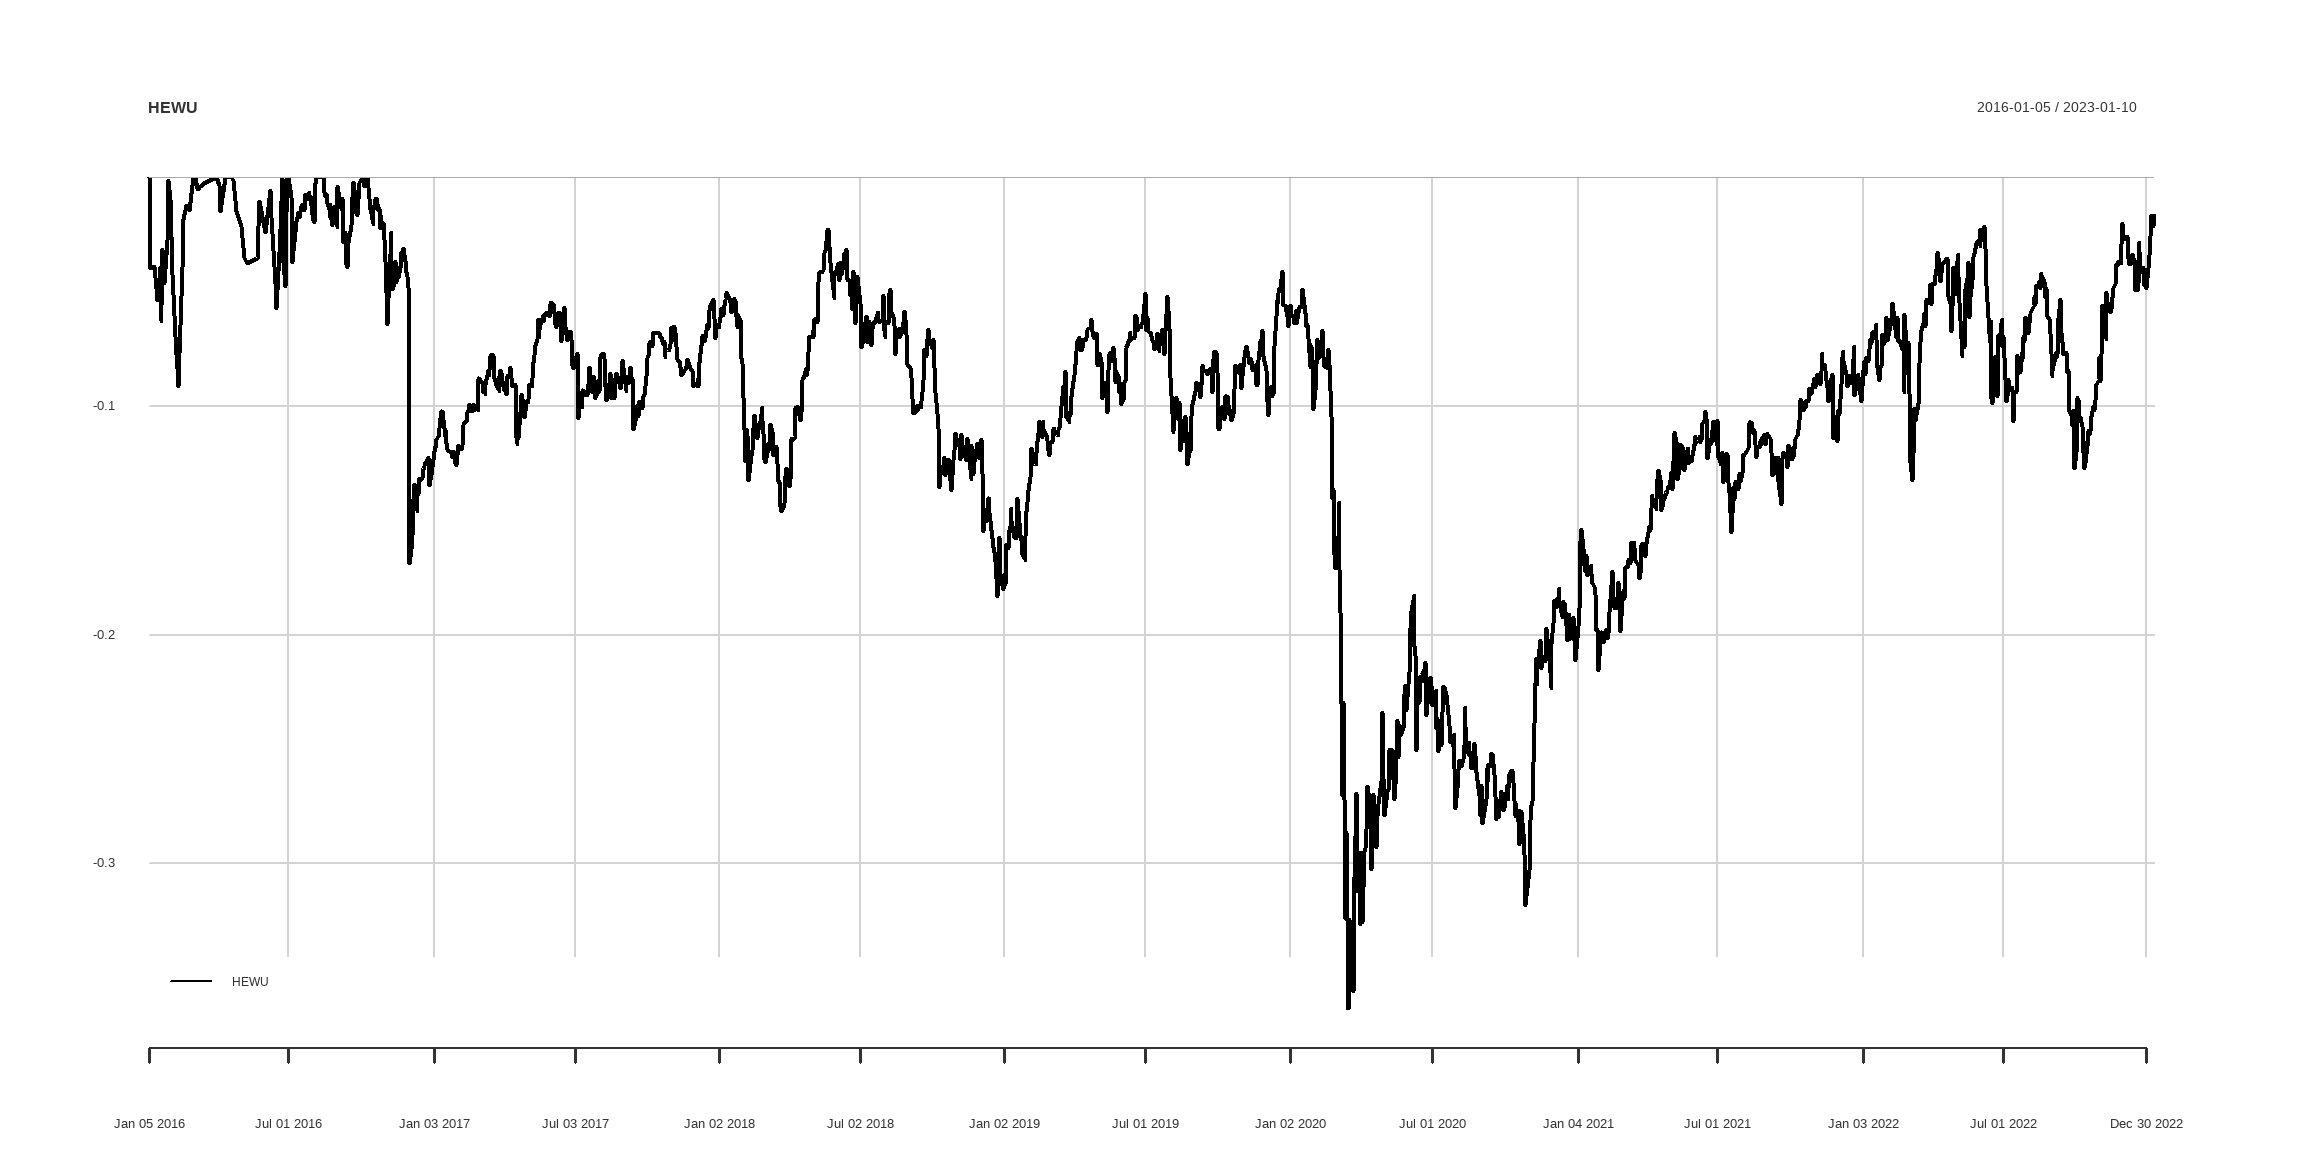 HEWU
2016-01-05 / 2023-01-10
-0.1
-0.2
-0.3
HEWU
Jan 05 2016
Jul 01 2016
Jan 03 2017
Jul 03 2017
Jan 02 2018
Jul 02 2018
Jan 02 2019
Jul 01 2019
Jan 02 2020
Jul 01 2020
Jan 04 2021
Jul 01 2021
Jan 03 2022
Jul 01 2022
Dec 30 2022